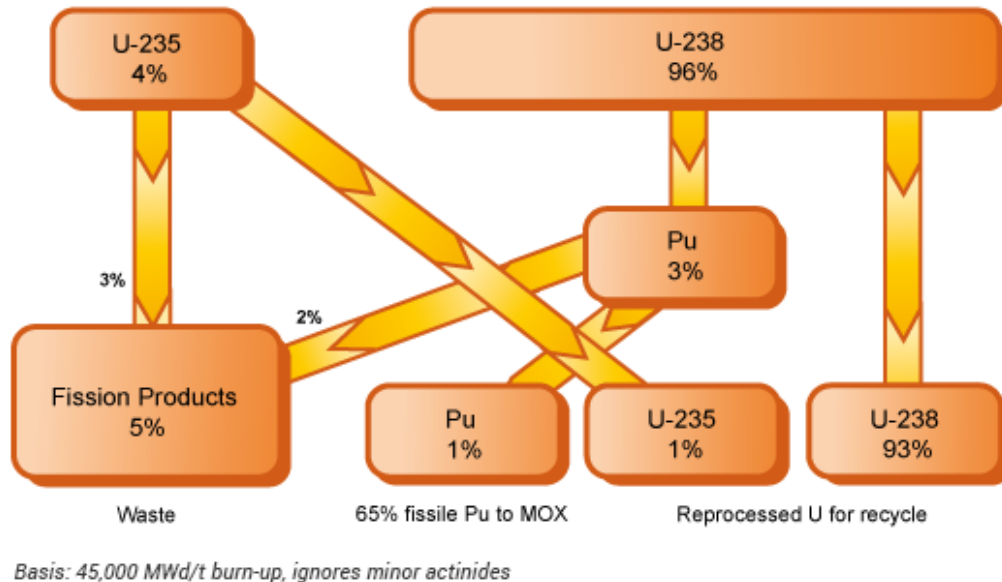 U-235
4%
U-238
96%
Pu
3%
3%
2%
Fission Products
5%
Pu
1%
U-235
1%
U-238
93%
Waste
65% fissile Pu to MOX
Reprocessed U for recycle
Basis: 45,000 MWd/t burn-up, ignores minor actinides